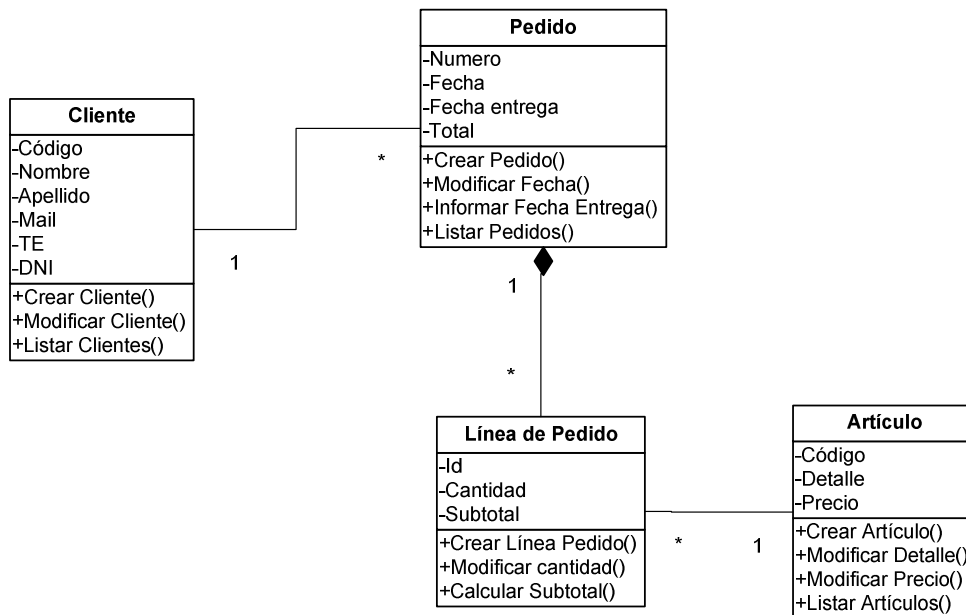 Pedido
-Numero
-Fecha
-Fecha entrega
-Total
+Crear Pedido()
+Modificar Fecha()
+Informar Fecha Entrega()
+Listar Pedidos()
Cliente
-Código
-Nombre
-Apellido
-Mail
-TE
-DNI
+Crear Cliente()
+Modificar Cliente()
+Listar Clientes()
*
1
1
*
Línea de Pedido
-Id
-Cantidad
-Subtotal
+Crear Línea Pedido()
+Modificar cantidad()
+Calcular Subtotal()
*
1
Artículo
-Código
-Detalle
-Precio
+Crear Artículo()
+Modificar Detalle()
+Modificar Precio()
+Listar Artículos()